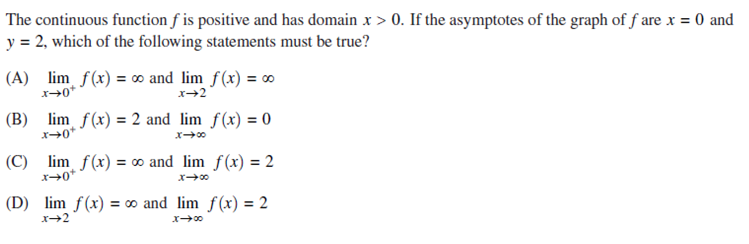 The continuous function f is positive and has domain x > 0. If the asymptotes of the graph of f are x = 0 and
y = 2, which of the following statements must be true?
(A) lim f(x) = ∞ and lim f(x) = ∞
x→0⁺ x→2
(B) lim f(x) = 2 and lim f(x) = 0
x→0⁺ x→∞
(C) lim f(x) = ∞ and lim f(x) = 2
x→0⁺ x→∞
(D) lim f(x) = ∞ and lim f(x) = 2
x→2 x→∞